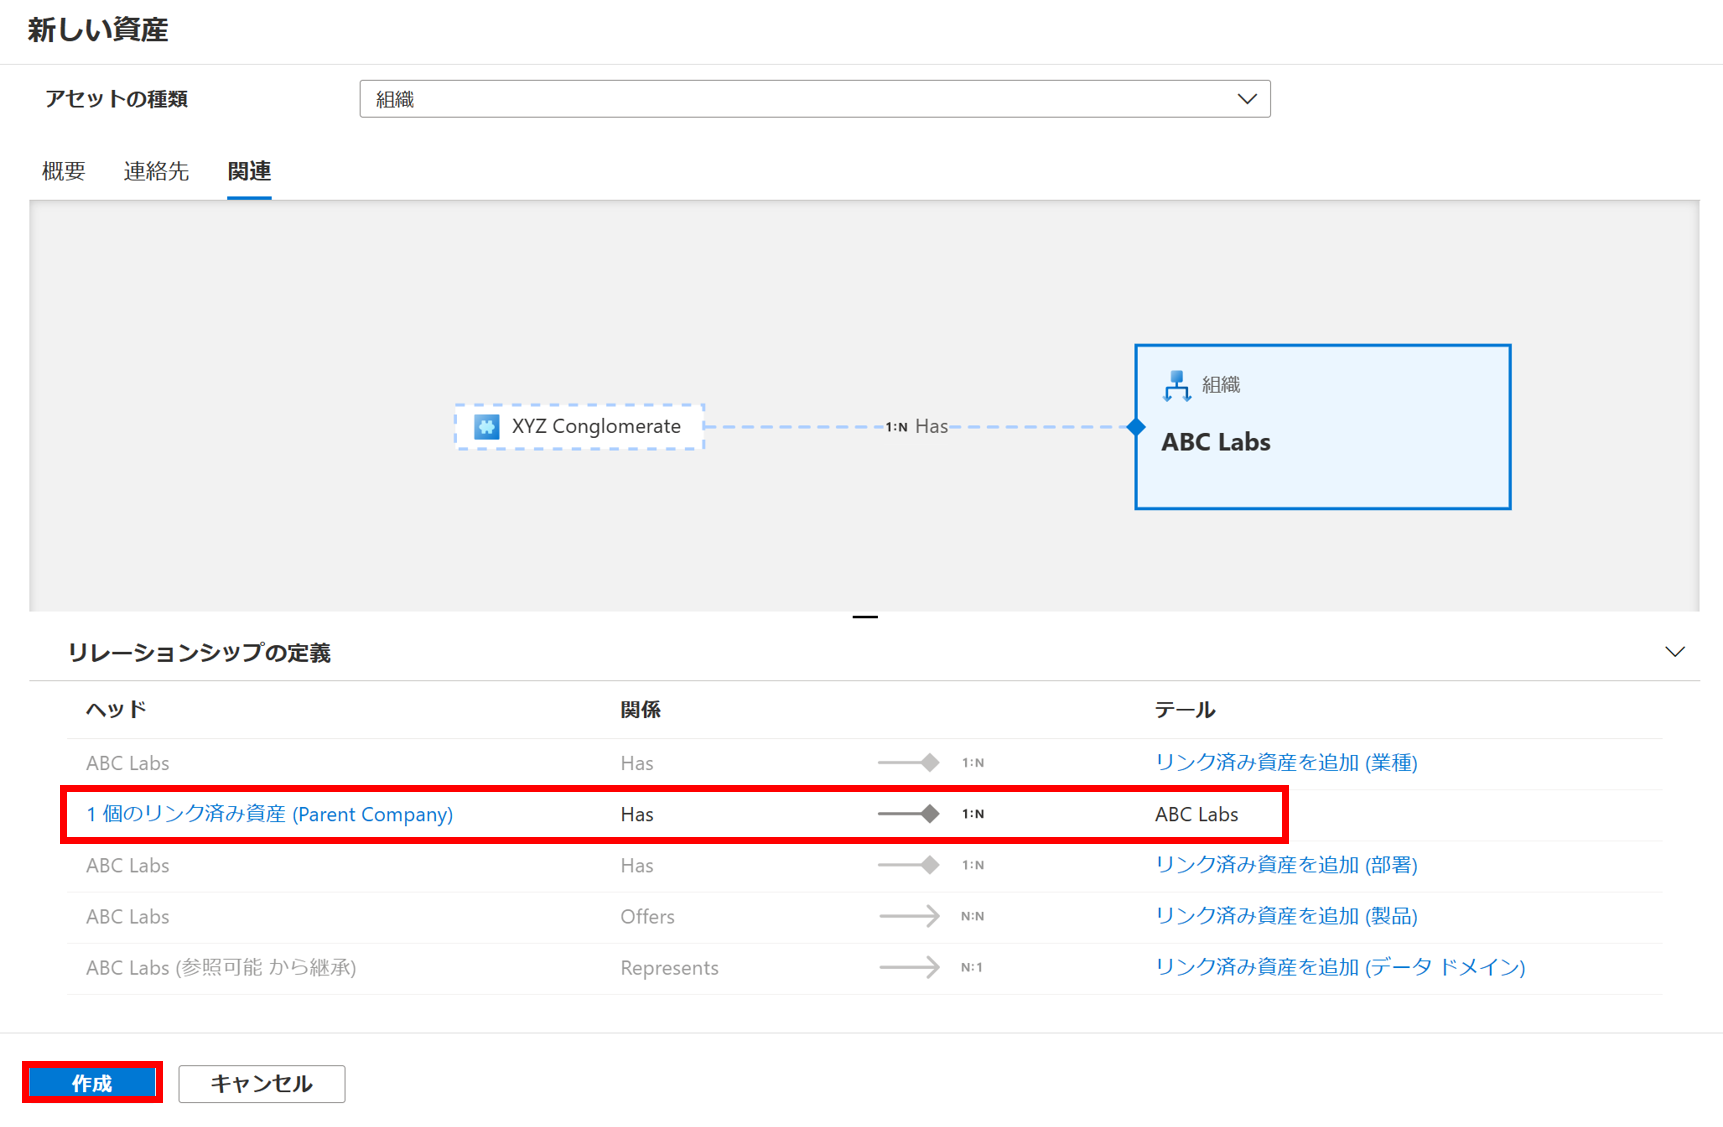 新しい資産
アセットの種類 組織
概要 連絡先 関連
組織
XYZ Conglomerate 1:N Has
ABC Labs
リレーションシップの定義
ヘッド 関係 テール
ABC Labs Has 1:N リンク済み資産を追加 (業種)
1 個のリンク済み資産 (Parent Company) Has 1:N ABC Labs
ABC Labs Has 1:N リンク済み資産を追加 (部署)
ABC Labs Offers N:N リンク済み資産を追加 (製品)
ABC Labs (参照可能 から継承) Represents N:1 リンク済み資産を追加 (データ ドメイン)
作成 キャンセル